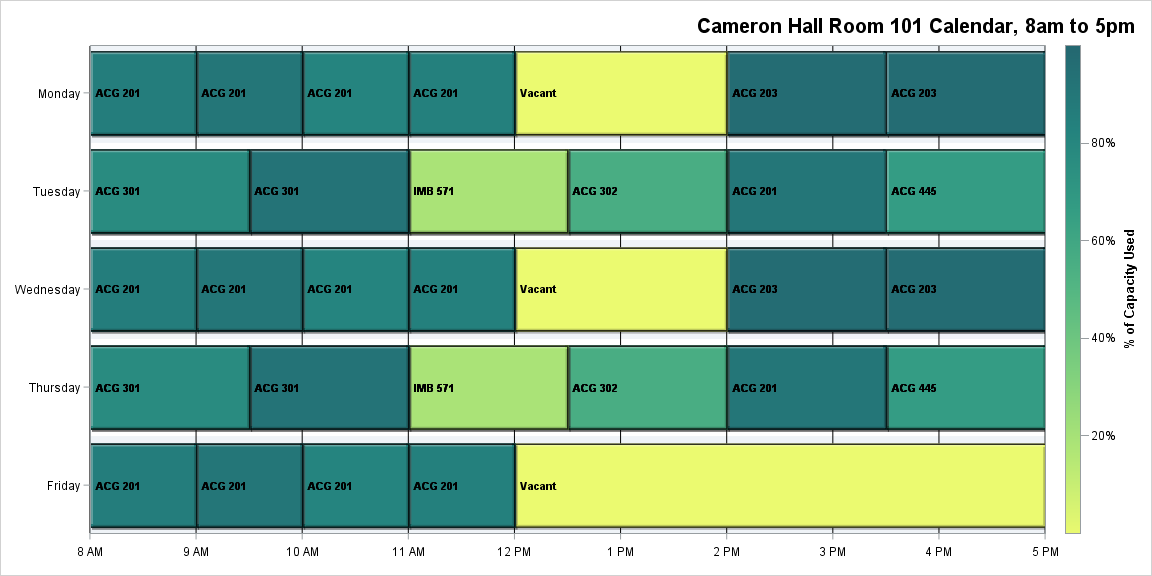 Cameron Hall Room 101 Calendar, 8am to 5pm
Monday ACG 201 ACG 201 ACG 201 ACG 201 Vacant ACG 203 ACG 203
80%
Tuesday ACG 301 ACG 301 IMB 571 ACG 302 ACG 201 ACG 445
60%
% of Capacity Used
Wednesday ACG 201 ACG 201 ACG 201 ACG 201 Vacant ACG 203 ACG 203
40%
Thursday ACG 301 ACG 301 IMB 571 ACG 302 ACG 201 ACG 445
20%
Friday ACG 201 ACG 201 ACG 201 ACG 201 Vacant
8 AM 9 AM 10 AM 11 AM 12 PM 1 PM 2 PM 3 PM 4 PM 5 PM